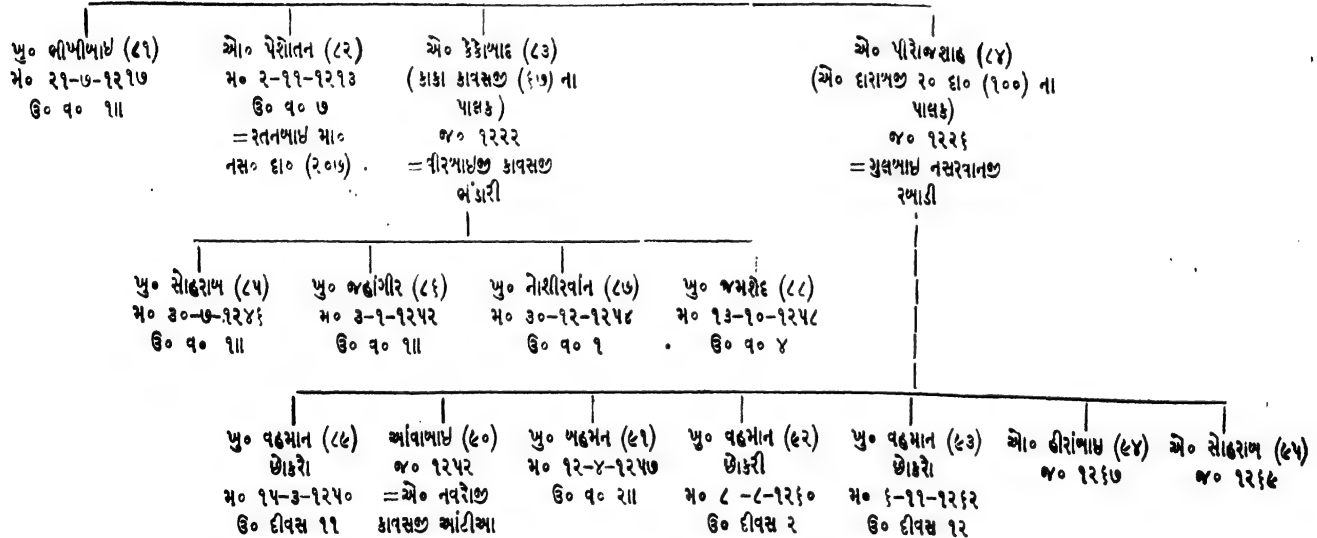 ખુ૦ ભીખીબાઇ (૮૧)
મ૦ ૨૧-૭-૧૨૧૭
ઉ૦ વ૦ ૧॥
એ૦ પેશોતન (૮૨)
મ૦ ૨-૧૧-૧૨૧૩
ઉ૦ વ૦ ૭
=રતનબાઇ મા૦
નસ૦ દા૦ (૨૦૭)
એ૦ કેકોબાદ (૮૩)
(કાકા કાવસજી (૬૭) ના
પાલક)
જ૦ ૧૨૨૨
=વીરબાઇજી કાવસજી
ભંડારી
એ૦ પીરોજશાહ (૮૪)
(એ૦ દારાબજી ર૦ દા૦ (૧૦૦) ના
પાલક)
જ૦ ૧૨૨૬
=ગુલબાઇ નસરવાનજી
રબાડી
ખુ૦ સોહરાબ (૮૫)
મ૦ ૩૦-૭-૧૨૪૬
ઉ૦ વ૦ ૧॥
ખુ૦ જહાંગીર (૮૬)
મ૦ ૩-૧-૧૨૫૨
ઉ૦ વ૦ ૧॥
ખુ૦ નોશીરવાંન (૮૭)
મ૦ ૩૦-૧૨-૧૨૫૪
ઉ૦ વ૦ ૧
ખુ૦ જમશેદ (૮૮)
મ૦ ૧૩-૧૦-૧૨૫૮
ઉ૦ વ૦ ૪
ખુ૦ વહમાન (૮૯)
છોકરો
મ૦ ૧૫-૩-૧૨૫૦
ઉ૦ દીવસ ૧૧
આંવાબાઇ (૯૦)
જ૦ ૧૨૫૨
=એ૦ નવરોજી
કાવસજી આંટીઆ
ખુ૦ બહમંન (૯૧)
મ૦ ૧૨-૪-૧૨૫૭
ઉ૦ વ૦ ૨॥
ખુ૦ વહમાન (૯૨)
છોકરી
મ૦ ૮ -૮-૧૨૬૦
ઉ૦ દીવસ ૨
ખુ૦ વહમાન (૯૩)
છોકરો
મ૦ ૬-૧૧-૧૨૬૨
ઉ૦ દીવસ ૧૨
એ૦ હીરાંબાઇ (૯૪)
જ૦ ૧૨૬૭
એ૦ સોહરાબ (૯૫)
જ૦ ૧૨૬૯